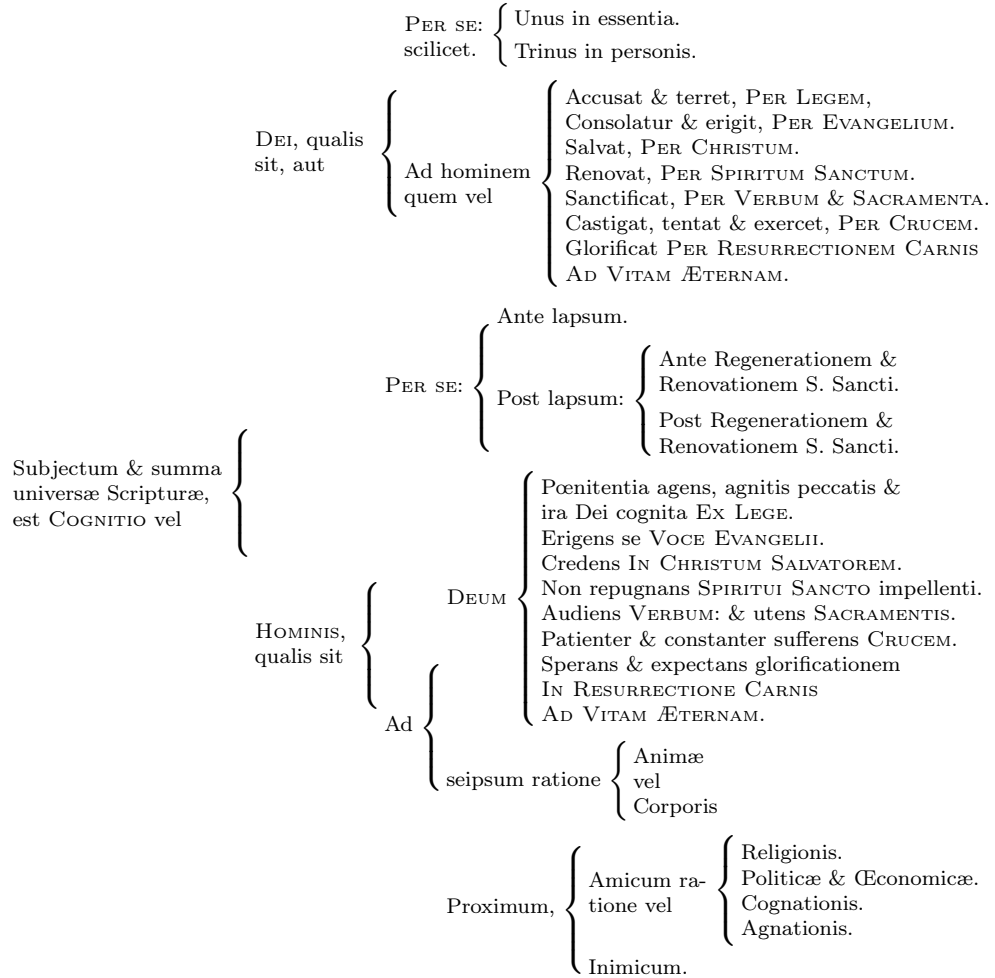 Subjectum & summa
universæ Scripturæ,
est COGNITIO vel
DEI, qualis
sit, aut
PER SE:
scilicet.
Unus in essentia.
Trinus in personis.
Ad hominem
quem vel
Accusat & terret, PER LEGEM,
Consolatur & erigit, PER EVANGELIUM.
Salvat, PER CHRISTUM.
Renovat, PER SPIRITUM SANCTUM.
Sanctificat, PER VERBUM & SACRAMENTA.
Castigat, tentat & exercet, PER CRUCEM.
Glorificat PER RESURRECTIONEM CARNIS
AD VITAM ÆTERNAM.
HOMINIS,
qualis sit
PER SE:
Ante lapsum.
Post lapsum:
Ante Regenerationem &
Renovationem S. Sancti.
Post Regenerationem &
Renovationem S. Sancti.
Ad
DEUM
Pœnitentia agens, agnitis peccatis &
ira Dei cognita EX LEGE.
Erigens se VOCE EVANGELII.
Credens IN CHRISTUM SALVATOREM.
Non repugnans SPIRITUI SANCTO impellenti.
Audiens VERBUM: & utens SACRAMENTIS.
Patienter & constanter sufferens CRUCEM.
Sperans & expectans glorificationem
IN RESURRECTIONE CARNIS
AD VITAM ÆTERNAM.
seipsum ratione
Animæ
vel
Corporis
Proximum,
Amicum ra-
tione vel
Religionis.
Politicæ & Œconomicæ.
Cognationis.
Agnationis.
Inimicum.